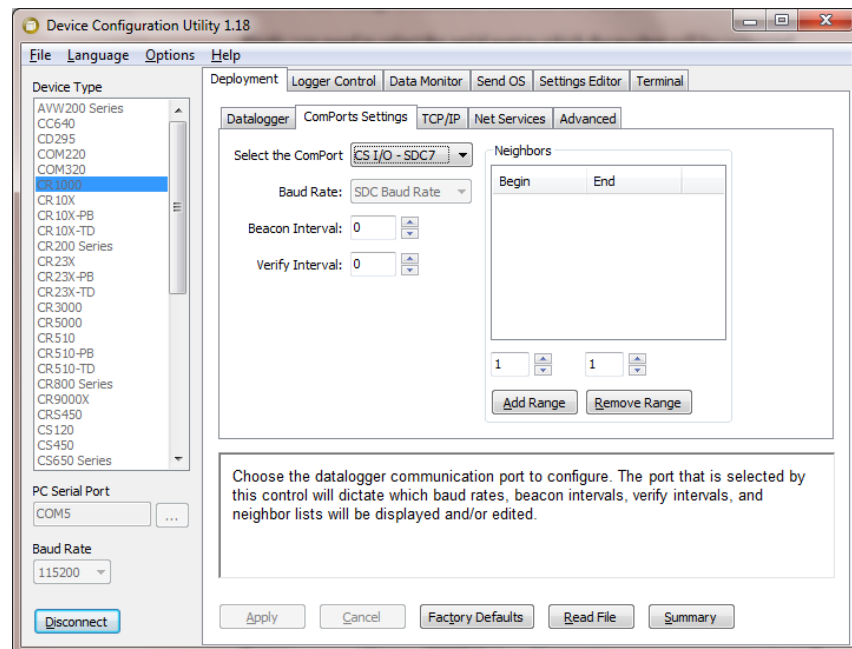 Device Configuration Utility 1.18
File Language Options Help
Device Type
AVW200 Series
CC640
CD295
COM220
COM320
CR1000
CR10X
CR10X-PB
CR10X-TD
CR200 Series
CR23X
CR23X-PB
CR23X-TD
CR3000
CR5000
CR510
CR510-PB
CR510-TD
CR800 Series
CR9000X
CRS450
CS120
CS450
CS650 Series
PC Serial Port
COM5
...
Baud Rate
115200
Disconnect
Deployment Logger Control Data Monitor Send OS Settings Editor Terminal
Datalogger ComPorts Settings TCP/IP Net Services Advanced
Select the ComPort CS I/O - SDC7
Baud Rate: SDC Baud Rate
Beacon Interval: 0
Verify Interval: 0
Neighbors
Begin End
1 1
Add Range Remove Range
Choose the datalogger communication port to configure. The port that is selected by
this control will dictate which baud rates, beacon intervals, verify intervals, and
neighbor lists will be displayed and/or edited.
Apply Cancel Factory Defaults Read File Summary